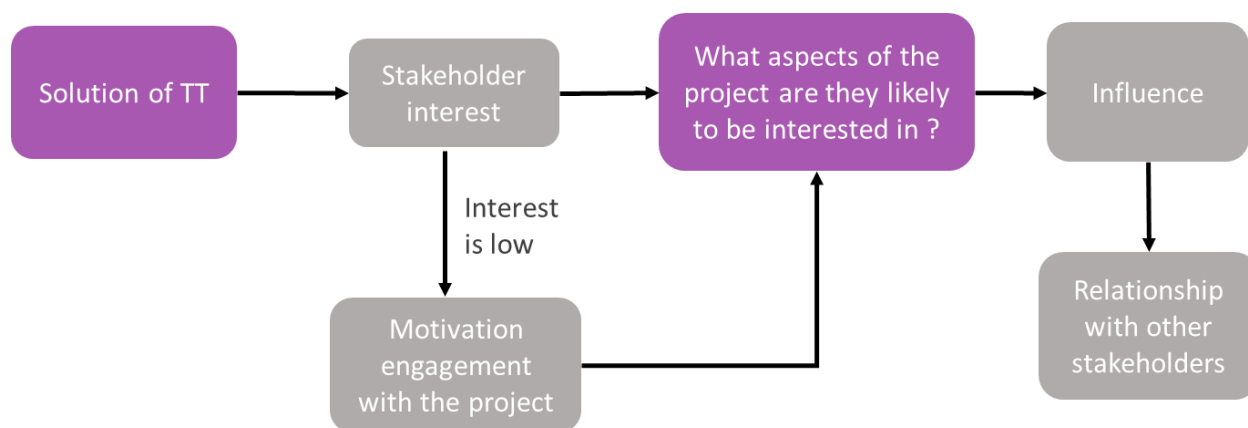 Solution of TT
Stakeholder
interest
What aspects of the
project are they likely
to be interested in ?
Influence
Interest
is low
Motivation
engagement
with the project
Relationship
with other
stakeholders